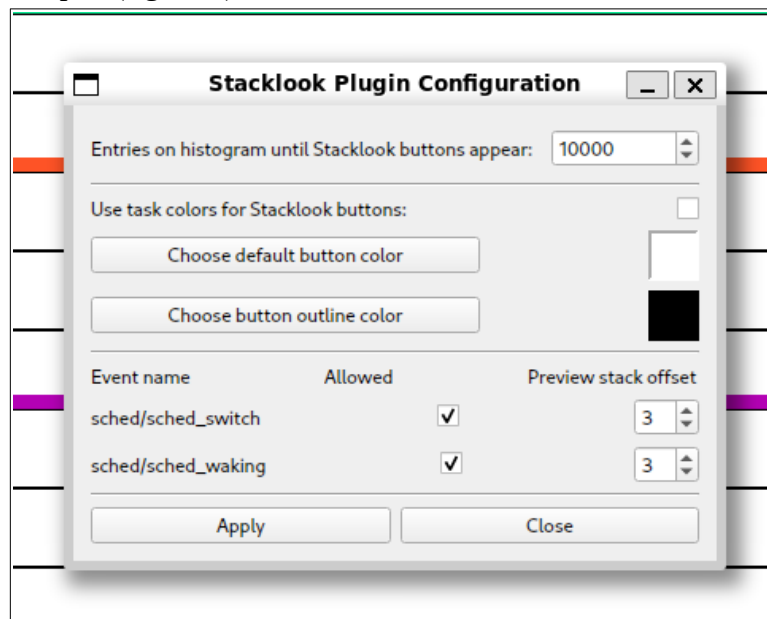 Stacklook Plugin Configuration
Entries on histogram until Stacklook buttons appear: 10000
Use task colors for Stacklook buttons:
Choose default button color
Choose button outline color
Event name Allowed Preview stack offset
sched/sched_switch 3
sched/sched_waking 3
Apply Close